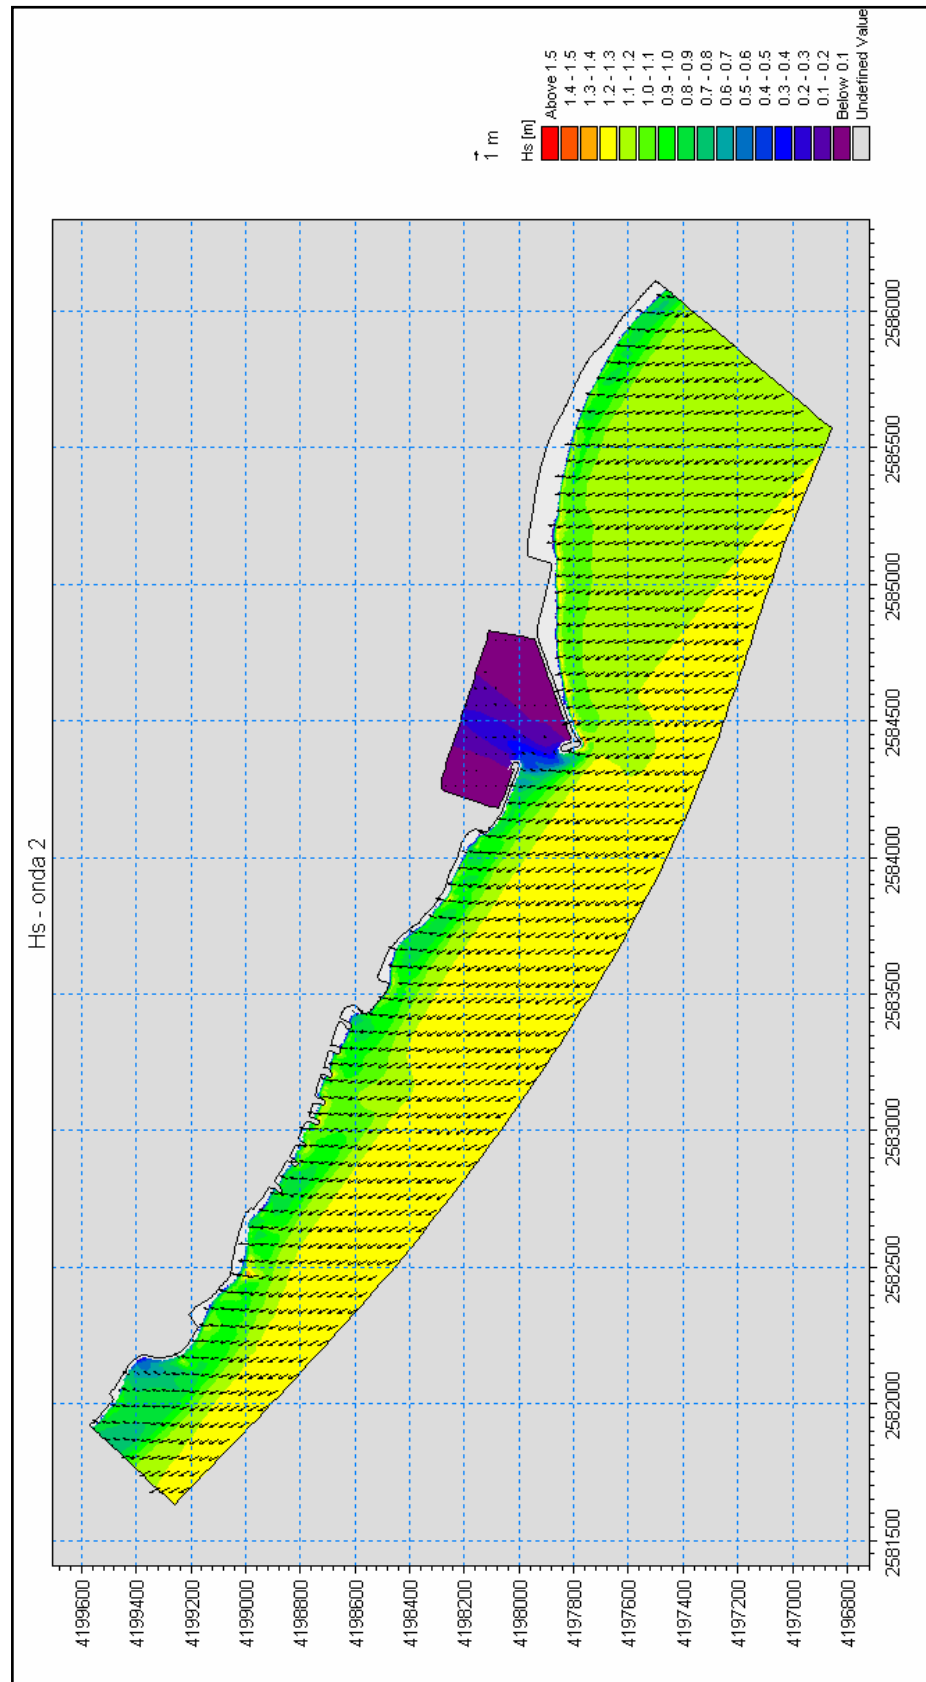 Hs - onda 2
4199600
4199400
4199200
4199000
4198800
4198600
4198400
4198200
4198000
4197800
4197600
4197400
4197200
4197000
4196800
2581500
2582000
2582500
2583000
2583500
2584000
2584500
2585000
2585500
2586000
1 m
Hs [m]
Above 1.5
1.4 - 1.5
1.3 - 1.4
1.2 - 1.3
1.1 - 1.2
1.0 - 1.1
0.9 - 1.0
0.8 - 0.9
0.7 - 0.8
0.6 - 0.7
0.5 - 0.6
0.4 - 0.5
0.3 - 0.4
0.2 - 0.3
0.1 - 0.2
Below 0.1
Undefined Value